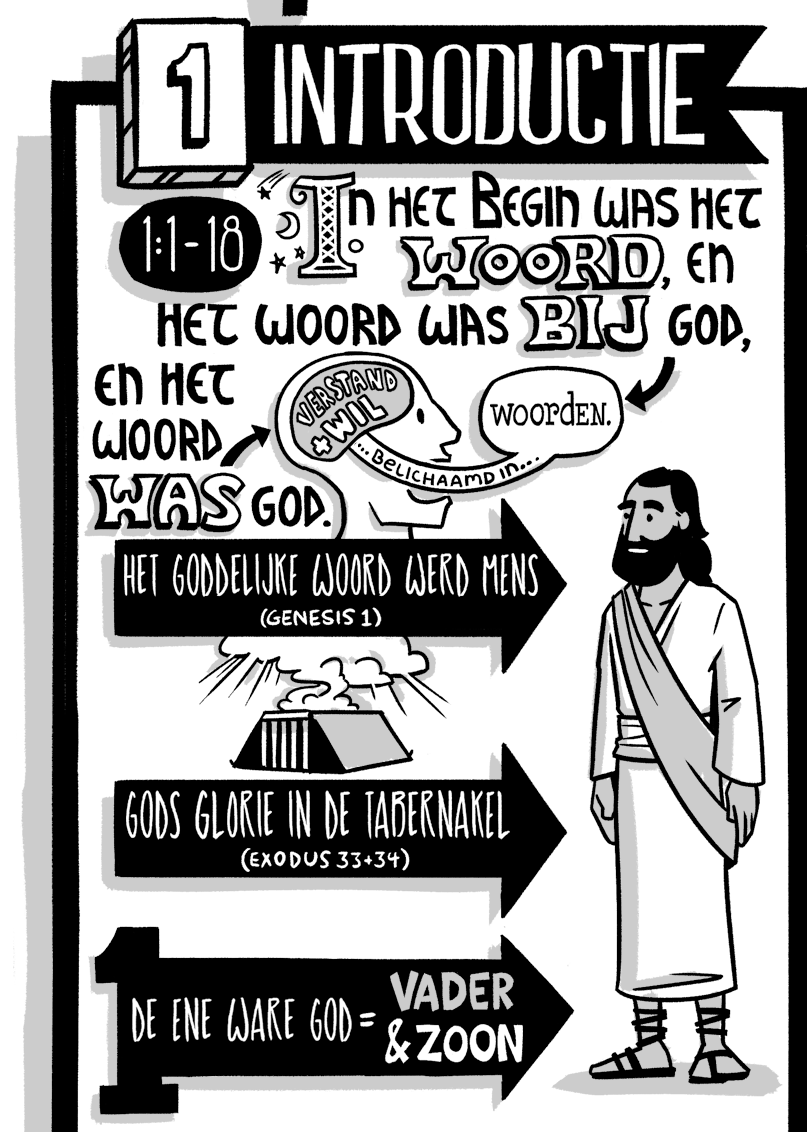 1 INTRODUCTIE
1:1-18
In HET BEGIN WAS HET
WOORD, En
HET WOORD WAS BIJ GOD,
En HET
WOORD
WAS GOD.
VERSTAND
+ WIL
...BELICHAAMD IN...
WOORDEN.
HET GODDELIJKE WOORD WERD MENS
(GENESIS 1)
GODS GLORIE IN DE TABERNAKEL
(EXODUS 33+34)
1
DE ENE WARE GOD = VADER
& ZOON